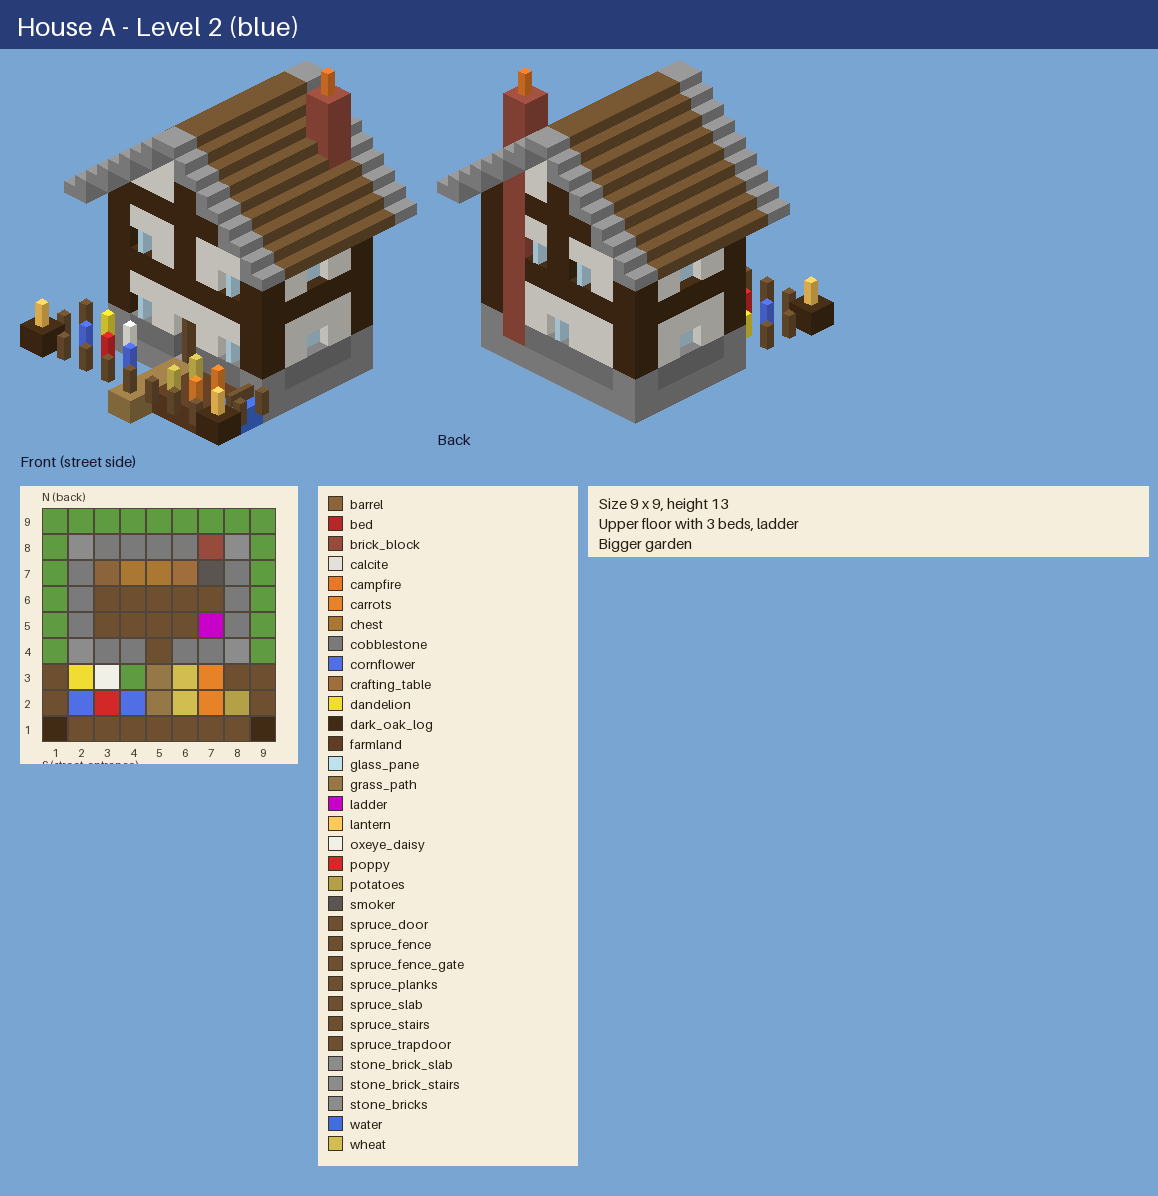 House A - Level 2 (blue)
Back
Front (street side)
N (back)
9
8
7
6
5
4
3
2
1
1 2 3 4 5 6 7 8 9
S (street entrance)
barrel
bed
brick_block
calcite
campfire
carrots
chest
cobblestone
cornflower
crafting_table
dandelion
dark_oak_log
farmland
glass_pane
grass_path
ladder
lantern
oxeye_daisy
poppy
potatoes
smoker
spruce_door
spruce_fence
spruce_fence_gate
spruce_planks
spruce_slab
spruce_stairs
spruce_trapdoor
stone_brick_slab
stone_brick_stairs
stone_bricks
water
wheat
Size 9 x 9, height 13
Upper floor with 3 beds, ladder
Bigger garden